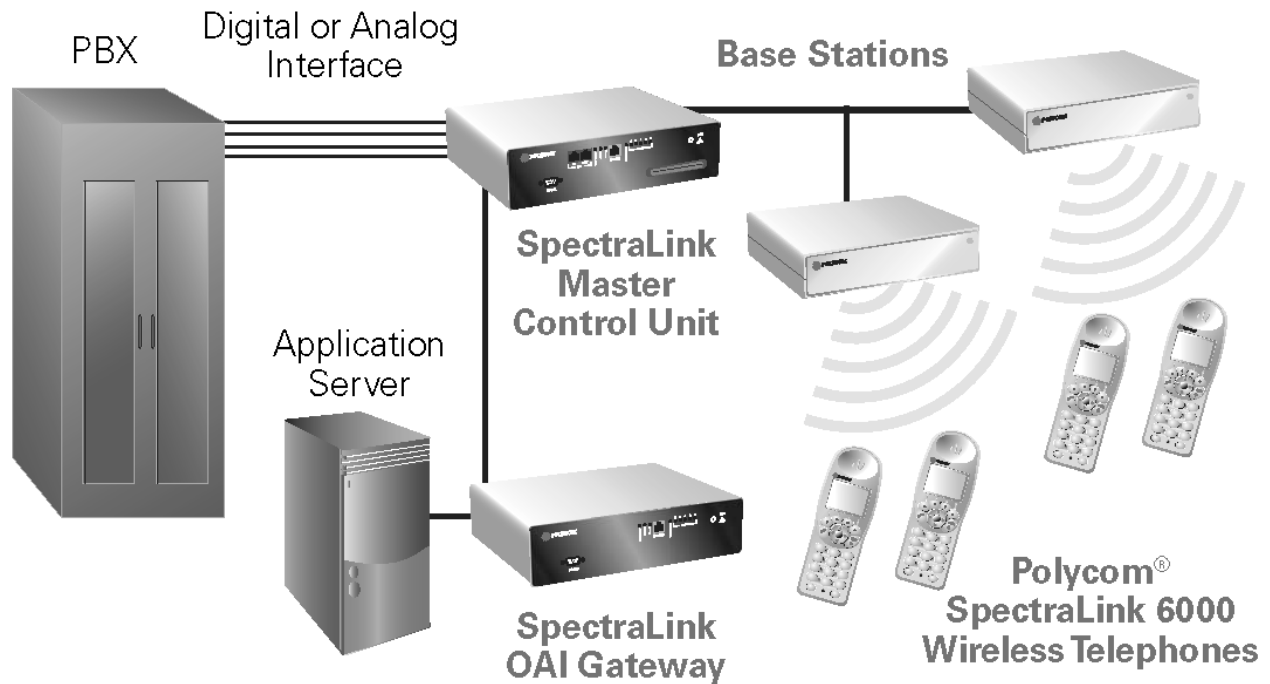 PBX
Digital or Analog
Interface
Base Stations
SpectraLink
Master
Control Unit
Application
Server
SpectraLink
OAI Gateway
Polycom®
SpectraLink 6000
Wireless Telephones